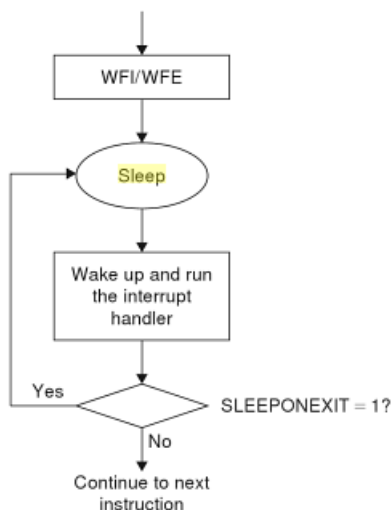 WFI/WFE
Sleep
Wake up and run
the interrupt
handler
Yes
SLEEPONEXIT = 1?
No
Continue to next
instruction